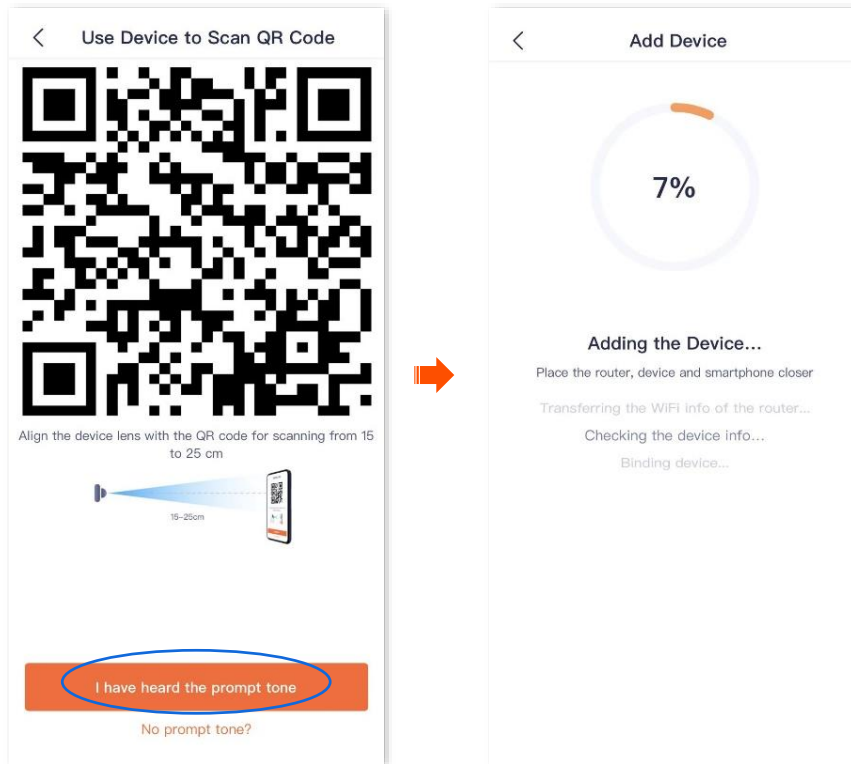 Use Device to Scan QR Code
Align the device lens with the QR code for scanning from 15
to 25 cm
15-25cm
I have heard the prompt tone
No prompt tone?
Add Device
7%
Adding the Device...
Place the router, device and smartphone closer
Transferring the WiFI info of the router...
Checking the device info...
Binding device...